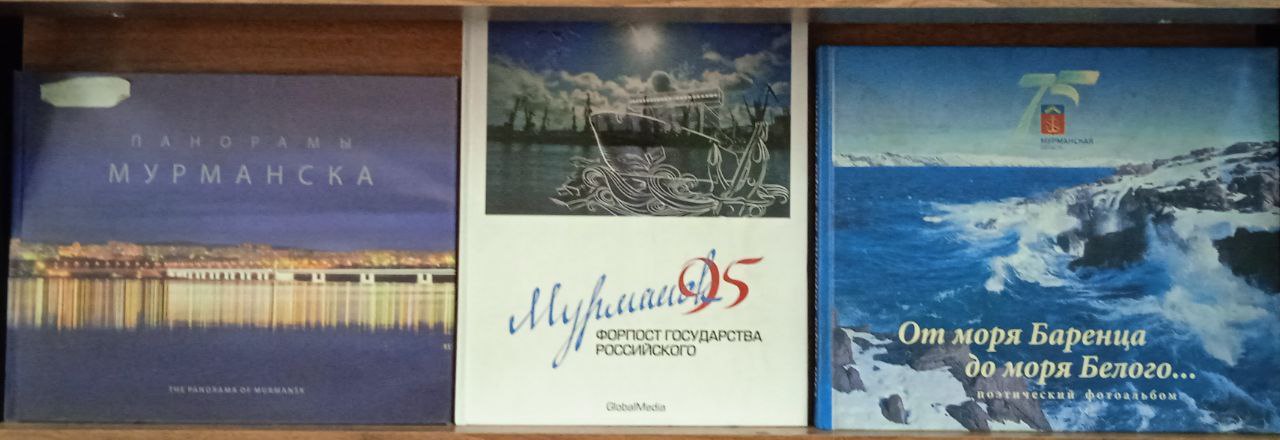 ПАНОРАМЫ
МУРМАНСКА
THE PANORAMA OF MURMANSK
Мурманск 95
ФОРПОСТ ГОСУДАРСТВА
РОССИЙСКОГО
GlobalMedia
75
МУРМАНСКАЯ
ОБЛАСТЬ
От моря Баренца
до моря Белого...
поэтический фотоальбом